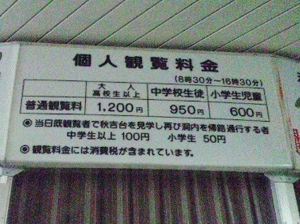 個人観覧料金
(8時30分～16時30分)
大人
高校生以上
中学校生徒
小学生児童
普通観覧料
1,200円
950円
600円
●当日既観覧者で秋吉台を見学し再び洞内を帰路通行する者
中学生以上 100円 小学生 50円
●観覧料金には消費税が含まれています。